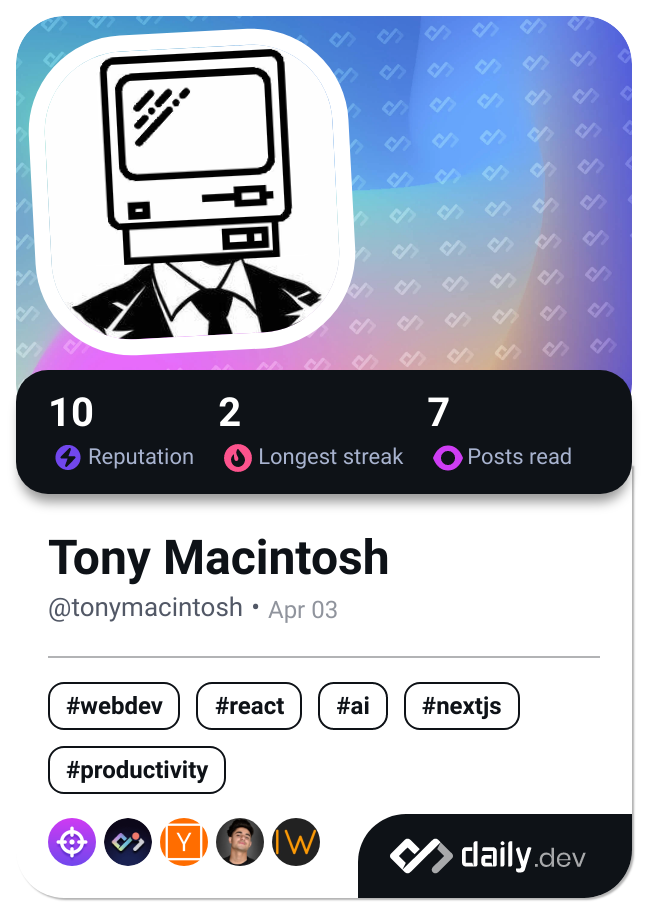 10 2 7
Reputation Longest streak Posts read
Tony Macintosh
@tonymacintosh • Apr 03
#webdev #react #ai #nextjs
#productivity
Y IW
daily.dev